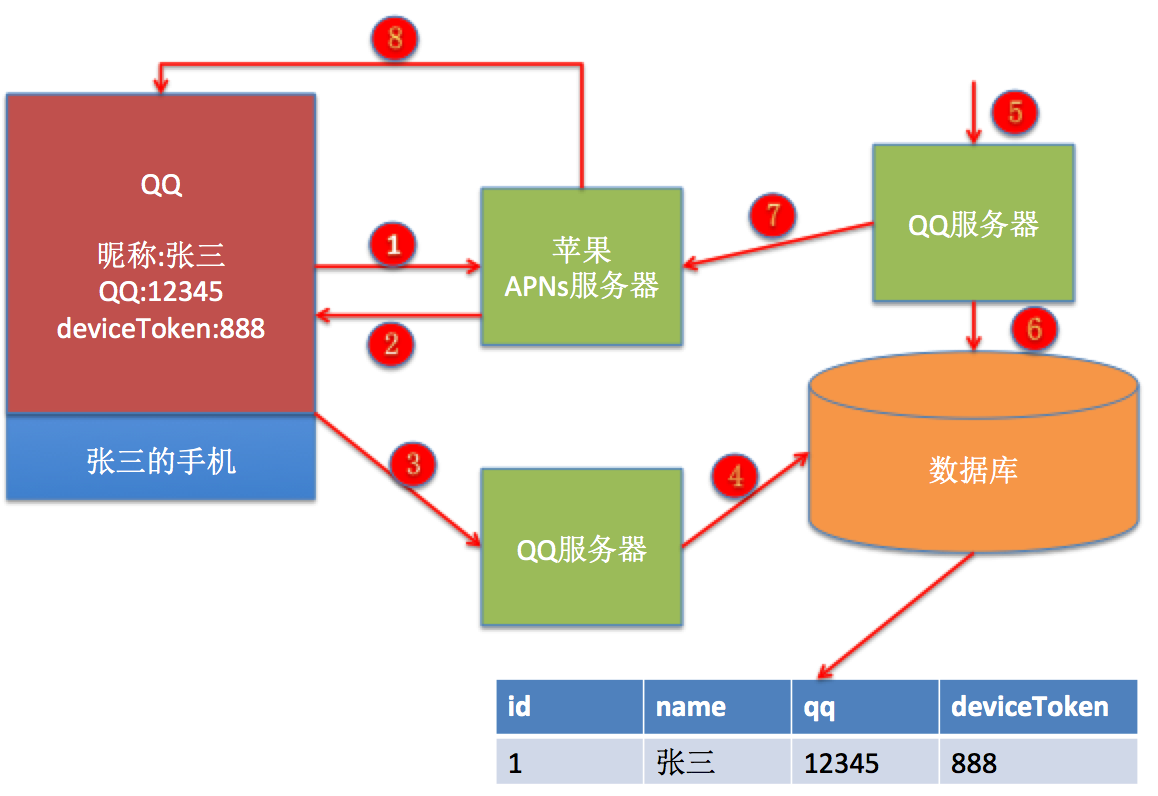 8
5
QQ
昵称:张三
QQ:12345
deviceToken:888
张三的手机
1
2
苹果
APNs服务器
7
QQ服务器
6
3
QQ服务器
4
数据库
id name qq deviceToken
1 张三 12345 888